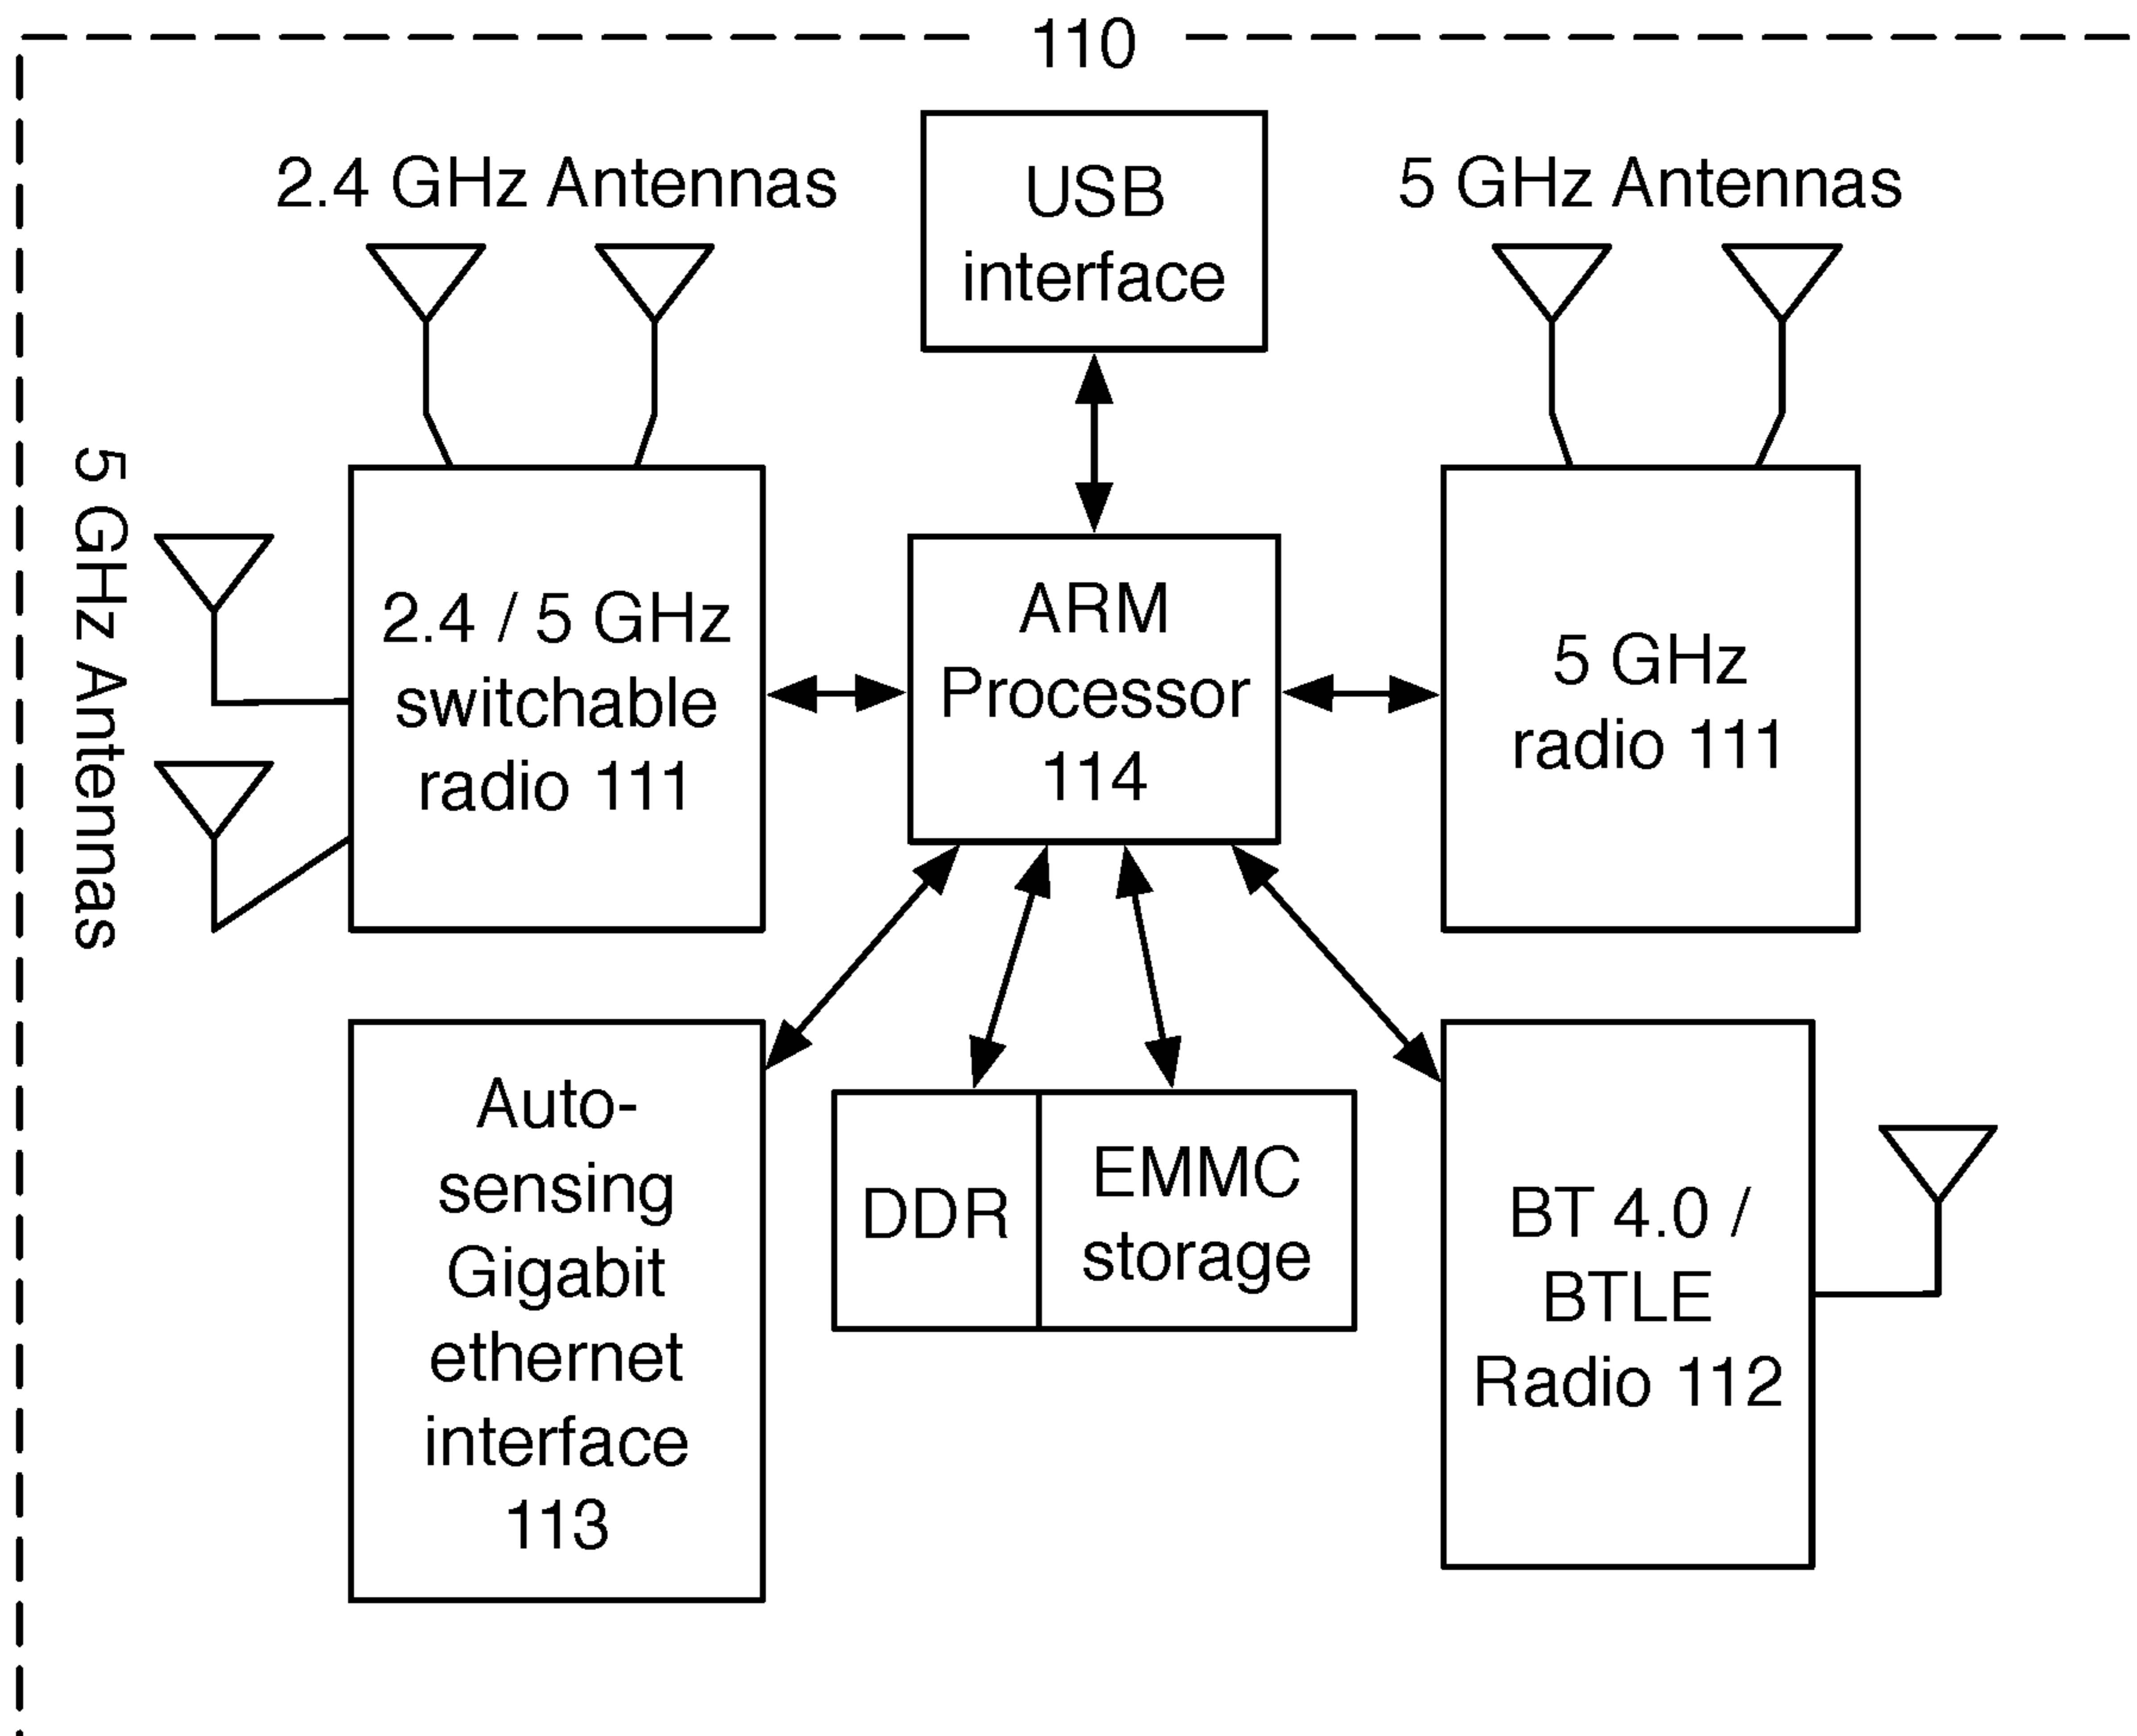 110
2.4 GHz Antennas
USB
interface
5 GHz Antennas
5 GHz Antennas
2.4 / 5 GHz
switchable
radio 111
ARM
Processor
114
5 GHz
radio 111
Auto-
sensing
Gigabit
ethernet
interface
113
DDR
EMMC
storage
BT 4.0 /
BTLE
Radio 112